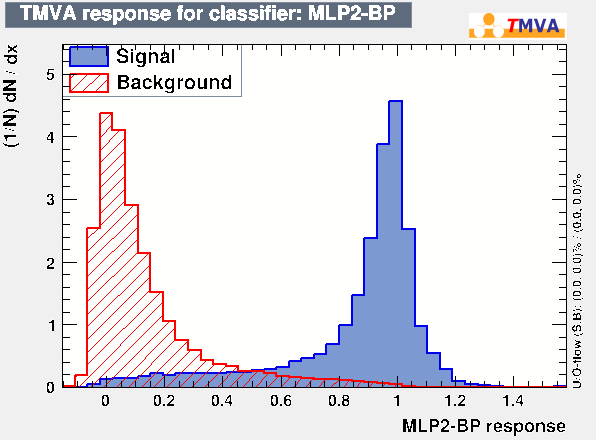 TMVA response for classifier: MLP2-BP
TMVA
Signal
Background
(1/N) dN / dx
5
4
3
2
1
0
0 0.2 0.4 0.6 0.8 1 1.2 1.4
MLP2-BP response
U/O-flow (S,B): (0.0, 0.0)% / (0.0, 0.0)%